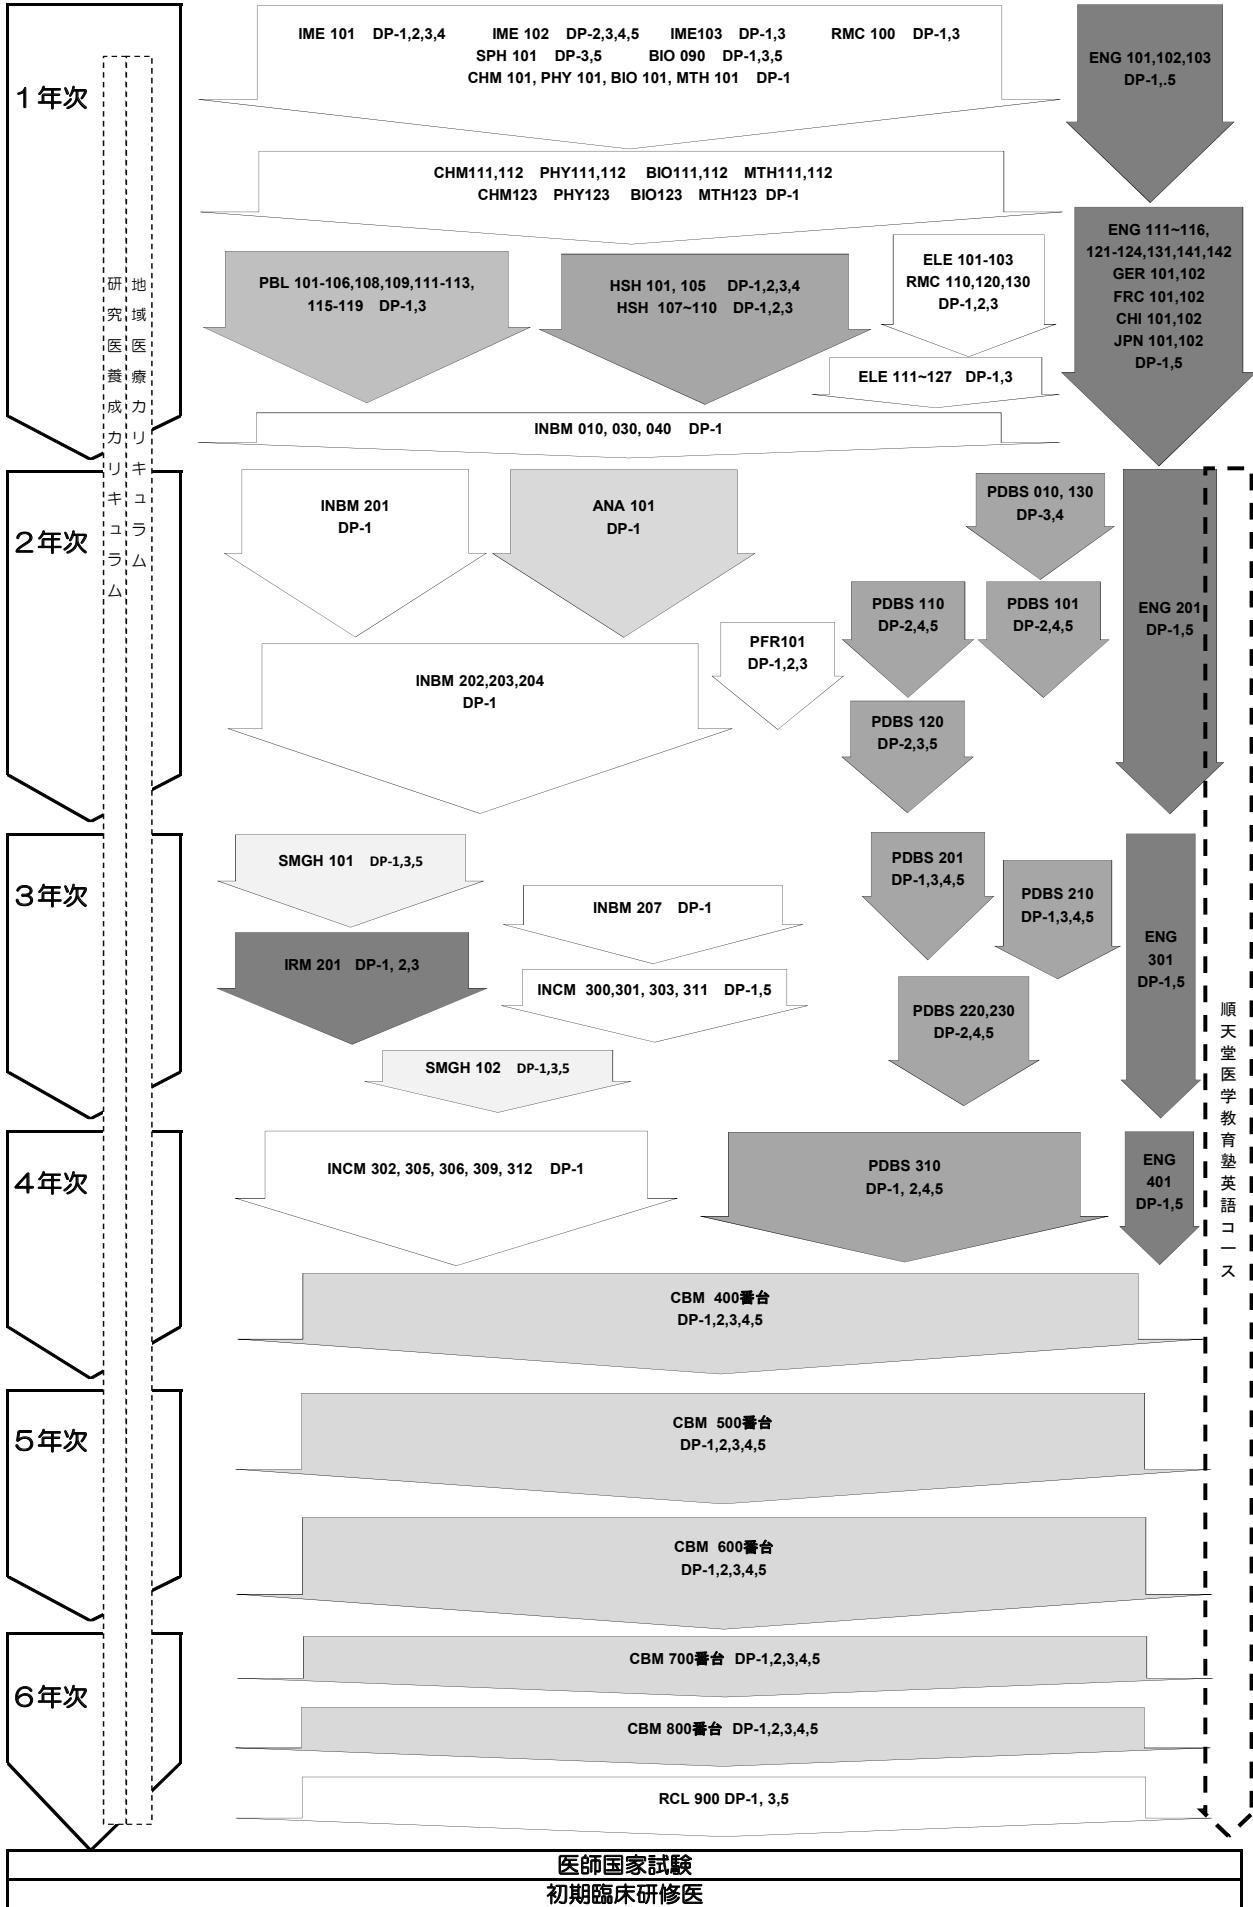 IME 101 DP-1,2,3,4 IME 102 DP-2,3,4,5 IME103 DP-1,3 RMC 100 DP-1,3
SPH 101 DP-3,5 BIO 090 DP-1,3,5
CHM 101, PHY 101, BIO 101, MTH 101 DP-1
ENG 101,102,103
DP-1,.5
1年次
CHM111,112 PHY111,112 BIO111,112 MTH111,112
CHM123 PHY123 BIO123 MTH123 DP-1
ENG 111~116,
121-124,131,141,142
GER 101,102
FRC 101,102
CHI 101,102
JPN 101,102
DP-1,5
PBL 101-106,108,109,111-113,
115-119 DP-1,3
HSH 101, 105 DP-1,2,3,4
HSH 107~110 DP-1,2,3
ELE 101-103
RMC 110,120,130
DP-1,2,3
ELE 111~127 DP-1,3
INBM 010, 030, 040 DP-1
研究医養成カリキュラム
地域医療カリキュラム
2年次
INBM 201
DP-1
ANA 101
DP-1
PDBS 010, 130
DP-3,4
PDBS 110
DP-2,4,5
PDBS 101
DP-2,4,5
ENG 201
DP-1,5
PFR101
DP-1,2,3
INBM 202,203,204
DP-1
PDBS 120
DP-2,3,5
3年次
SMGH 101 DP-1,3,5
PDBS 201
DP-1,3,4,5
PDBS 210
DP-1,3,4,5
INBM 207 DP-1
ENG
301
DP-1,5
IRM 201 DP-1, 2,3
INCM 300,301, 303, 311 DP-1,5
PDBS 220,230
DP-2,4,5
SMGH 102 DP-1,3,5
順天堂医学教育塾英語コース
4年次
INCM 302, 305, 306, 309, 312 DP-1
PDBS 310
DP-1, 2,4,5
ENG
401
DP-1,5
CBM 400番台
DP-1,2,3,4,5
5年次
CBM 500番台
DP-1,2,3,4,5
CBM 600番台
DP-1,2,3,4,5
6年次
CBM 700番台 DP-1,2,3,4,5
CBM 800番台 DP-1,2,3,4,5
RCL 900 DP-1, 3,5
医師国家試験
初期臨床研修医